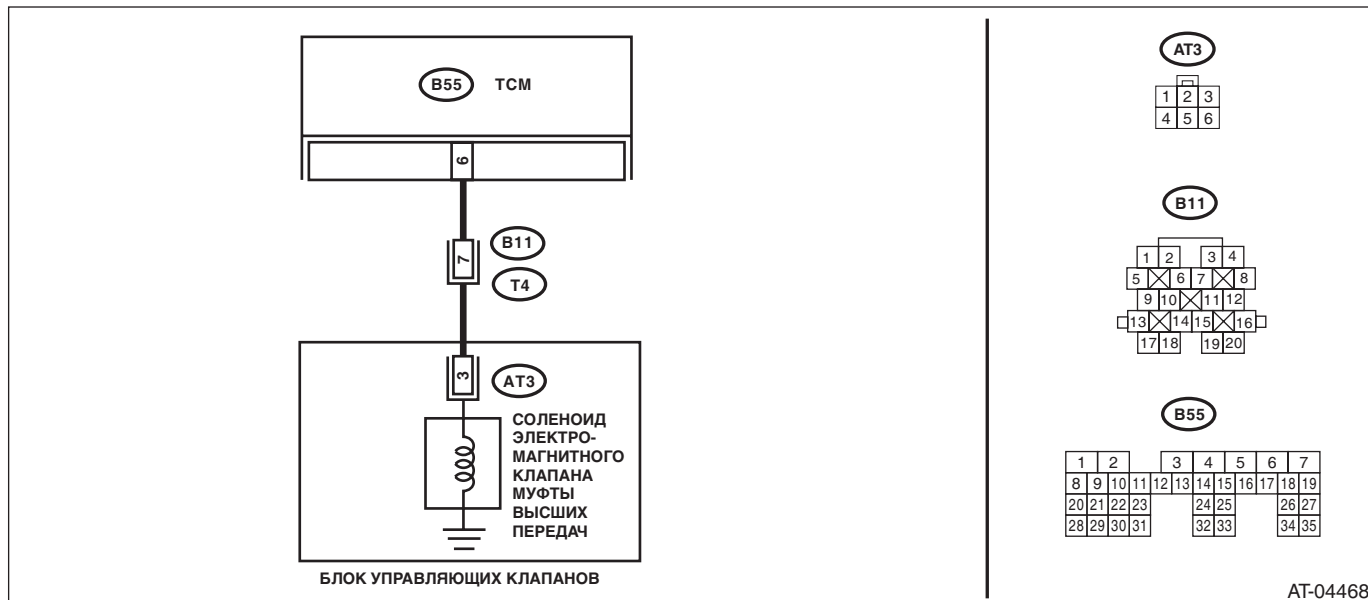 B55 TCM
6
B11
7
T4
3
AT3
СОЛЕНОИД
ЭЛЕКТРО-
МАГНИТНОГО
КЛАПАНА
МУФТЫ
ВЫСШИХ
ПЕРЕДАЧ
БЛОК УПРАВЛЯЮЩИХ КЛАПАНОВ
AT3
1 2 3
4 5 6
B11
1 2 3 4
5 6 7 8
9 10 11 12
13 14 15 16
17 18 19 20
B55
1 2 3 4 5 6 7
8 9 10 11 12 13 14 15 16 17 18 19
20 21 22 23 24 25 26 27
28 29 30 31 32 33 34 35
AT-04468